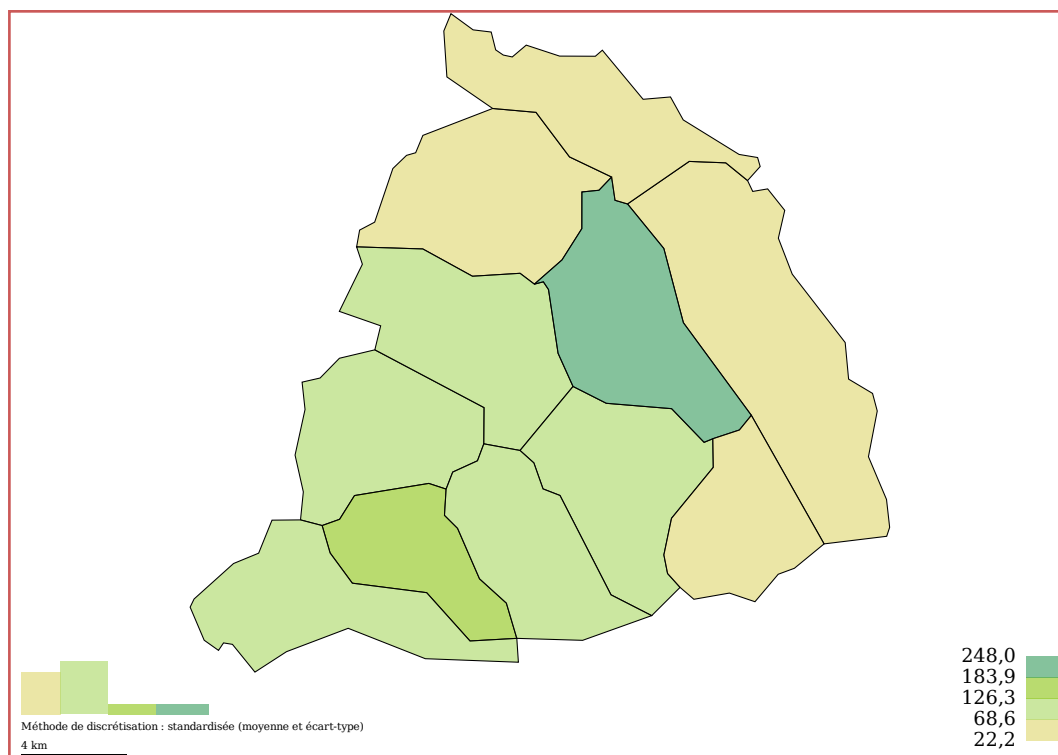 248,0
183,9
126,3
68,6
22,2
Méthode de discrétisation : standardisée (moyenne et écart-type)
4 km